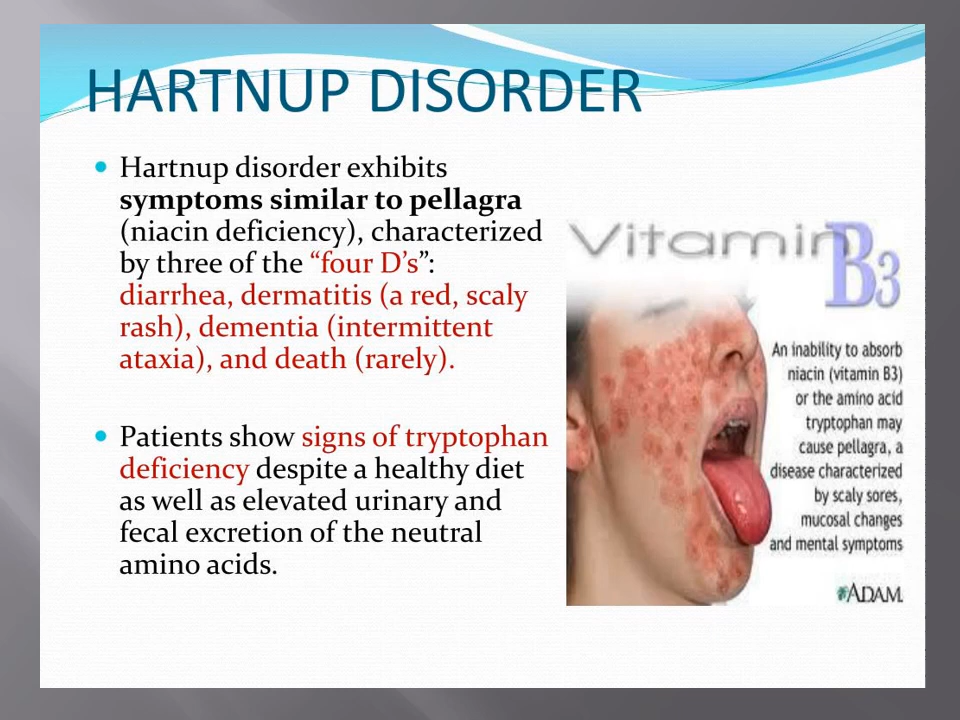 HARTNUP DISORDER
Hartnup disorder exhibits
symptoms similar to pellagra
(niacin deficiency), characterized
by three of the “four D’s”:
diarrhea, dermatitis (a red, scaly
rash), dementia (intermittent
ataxia), and death (rarely).
Patients show signs of tryptophan
deficiency despite a healthy diet
as well as elevated urinary and
fecal excretion of the neutral
amino acids.
Vitamin
B3
An inability to absorb
niacin (vitamin B3)
or the amino acid
tryptophan may
cause pellagra, a
disease characterized
by scaly sores,
mucosal changes
and mental symptoms
ADAM.